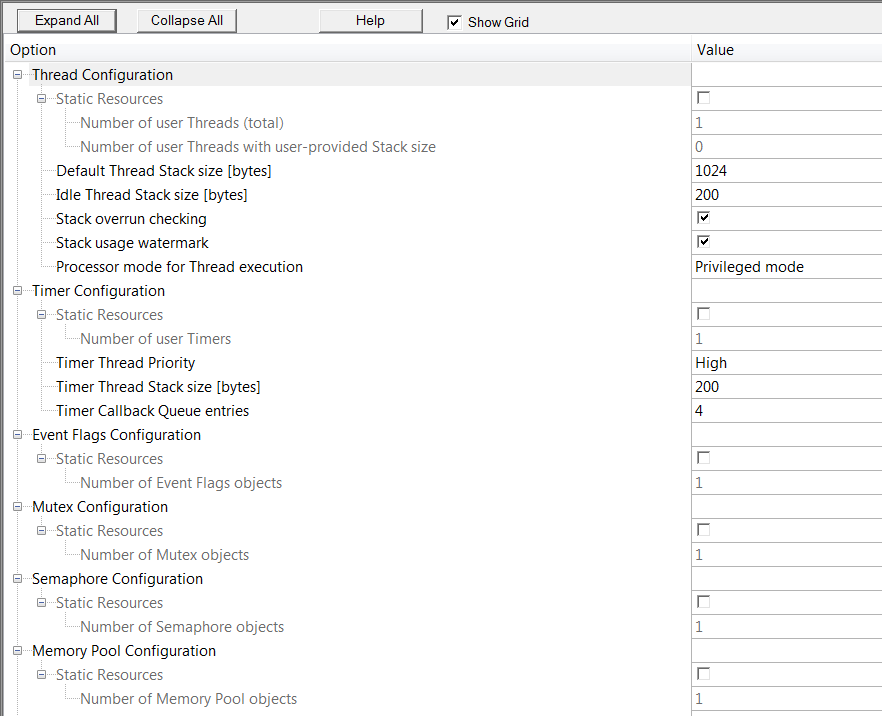 Expand All Collapse All Help Show Grid
Option Value
Thread Configuration
Static Resources
Number of user Threads (total) 1
Number of user Threads with user-provided Stack size 0
Default Thread Stack size [bytes] 1024
Idle Thread Stack size [bytes] 200
Stack overrun checking
Stack usage watermark
Processor mode for Thread execution Privileged mode
Timer Configuration
Static Resources
Number of user Timers 1
Timer Thread Priority High
Timer Thread Stack size [bytes] 200
Timer Callback Queue entries 4
Event Flags Configuration
Static Resources
Number of Event Flags objects 1
Mutex Configuration
Static Resources
Number of Mutex objects 1
Semaphore Configuration
Static Resources
Number of Semaphore objects 1
Memory Pool Configuration
Static Resources
Number of Memory Pool objects 1